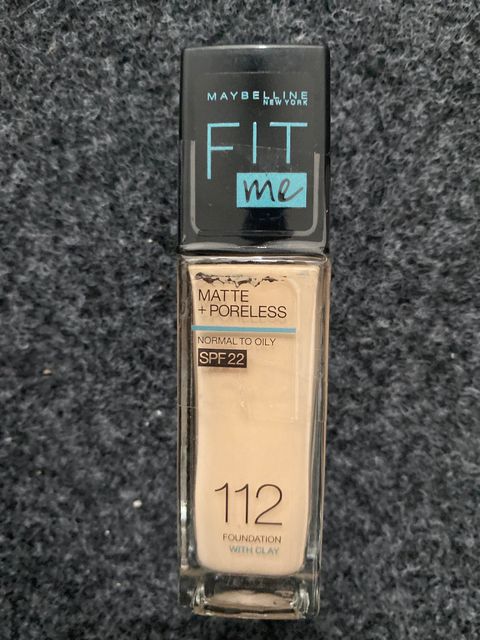 MAYBELLINE
NEW YORK
FIT
me
MATTE
+ PORELESS
NORMAL TO OILY
SPF 22
112
FOUNDATION
WITH CLAY